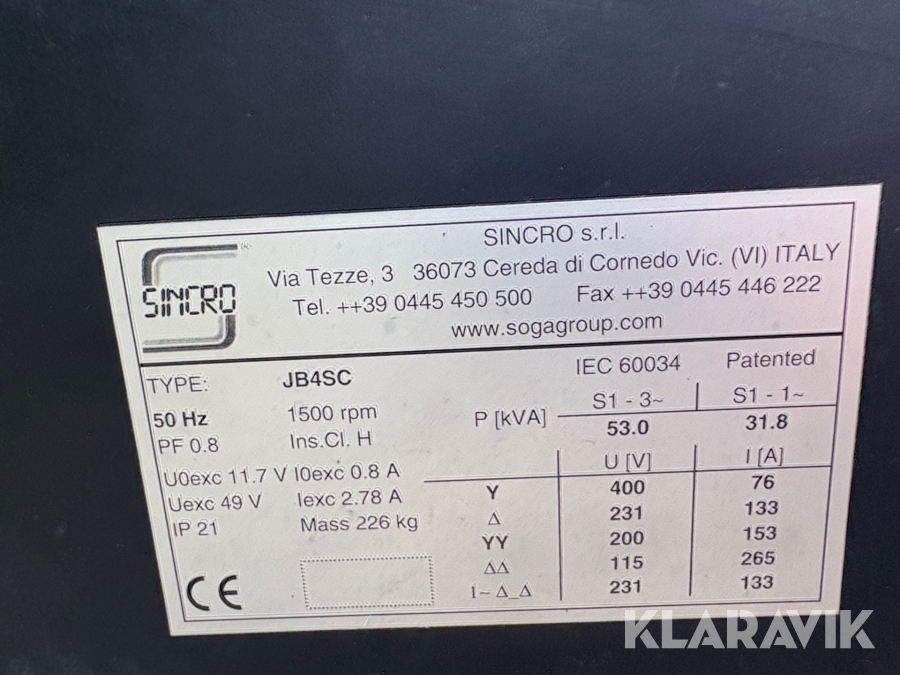 SINCRO
SINCRO s.r.l.
Via Tezze, 3 36073 Cereda di Cornedo Vic. (VI) ITALY
Tel. ++39 0445 450 500 Fax ++39 0445 446 222
www.sogagroup.com
TYPE: JB4SC
50 Hz 1500 rpm
PF 0.8 Ins.Cl. H
U0exc 11.7 V I0exc 0.8 A
Uexc 49 V Iexc 2.78 A
IP 21 Mass 226 kg
CE
IEC 60034 Patented
P [kVA] S1 - 3~ S1 - 1~
53.0 31.8
U [V] I [A]
Y 400 76
Δ 231 133
YY 200 153
ΔΔ 115 265
1~ Δ_Δ 231 133
KLARAVIK